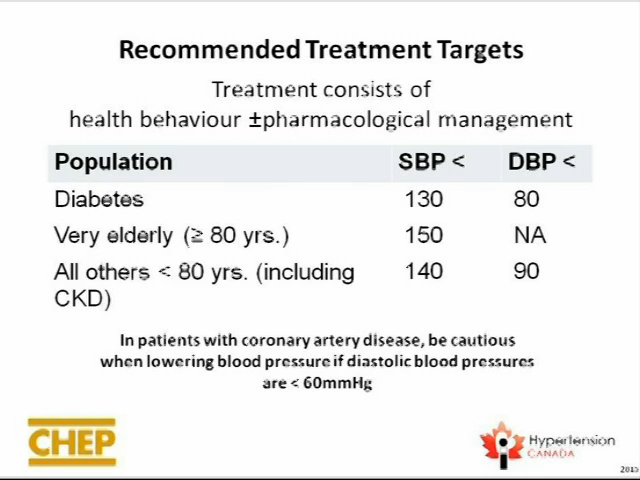 Recommended Treatment Targets
Treatment consists of
health behaviour ±pharmacological management
Population SBP < DBP <
Diabetes 130 80
Very elderly (≥ 80 yrs.) 150 NA
All others < 80 yrs. (including 140 90
CKD)
In patients with coronary artery disease, be cautious
when lowering blood pressure if diastolic blood pressures
are < 60mmHg
CHEP
Hypertension
CANADA
2015